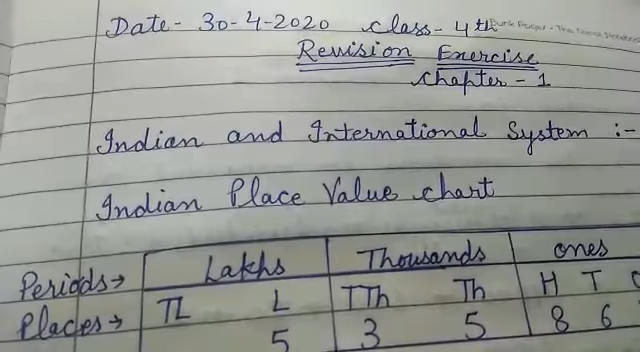 Date- 30-4-2020 class- 4th
Revision Exercise
Chapter - 1
Indian and International System :-
Indian Place Value chart
Periods→ Lakhs Thousands ones
Places→ TL L TTh Th H T
5 3 5 8 6